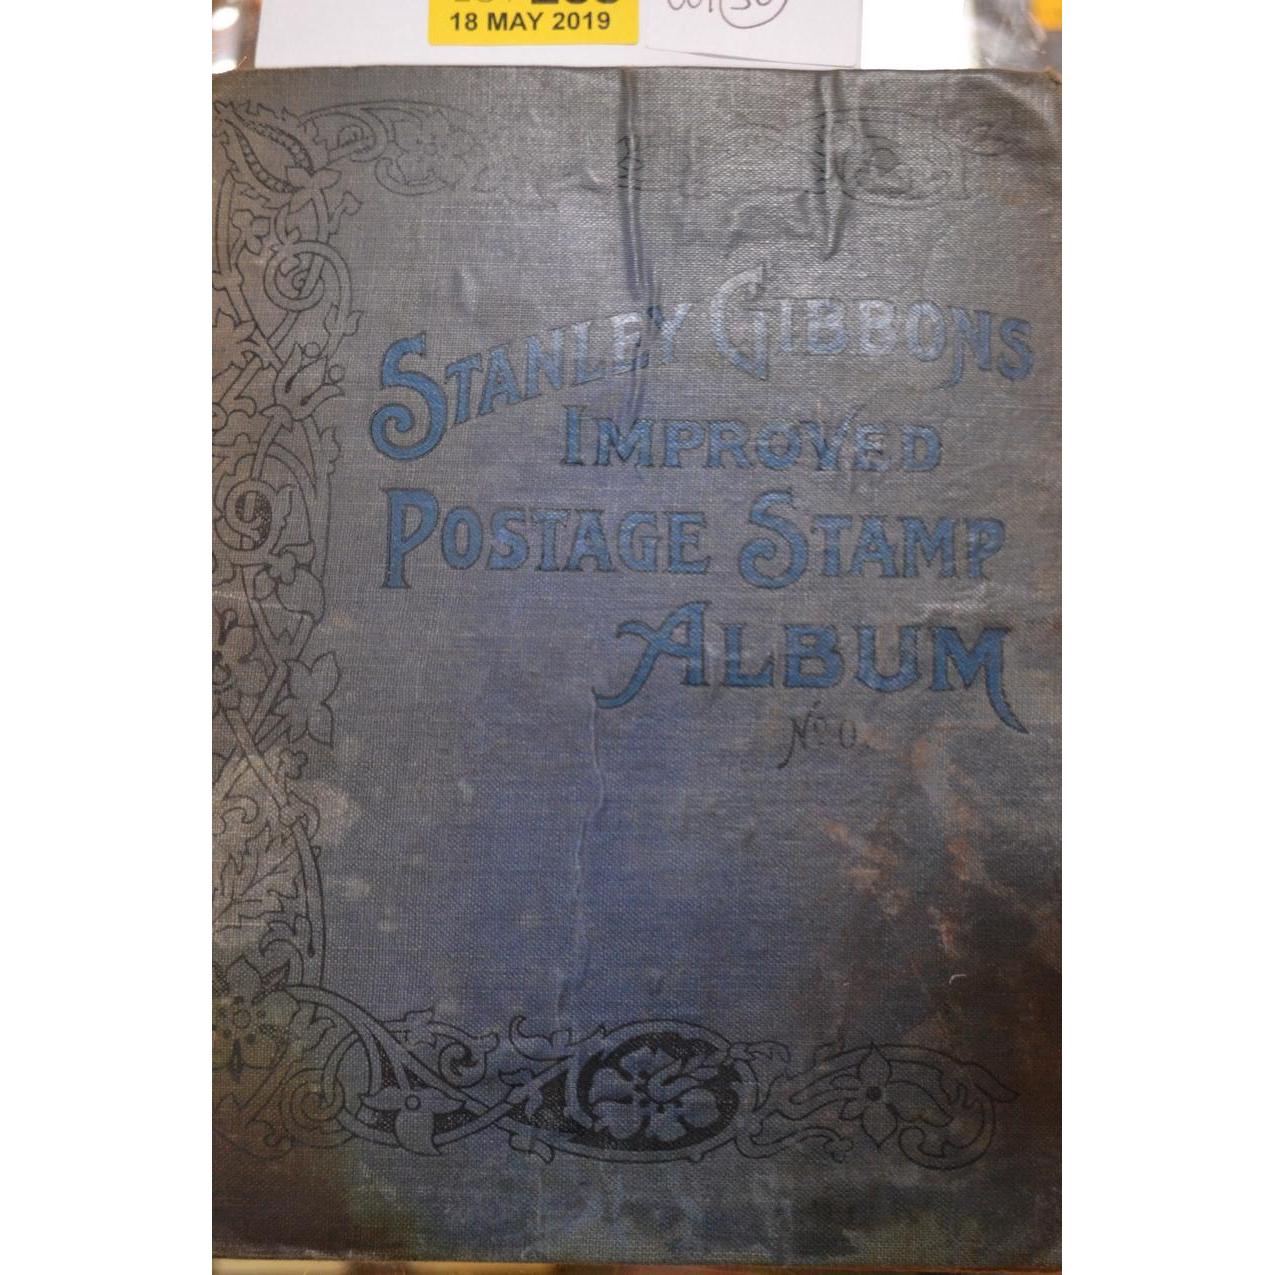 18 MAY 2019
STANLEY GIBBONS
IMPROVED
POSTAGE STAMP
ALBUM
No. 0.